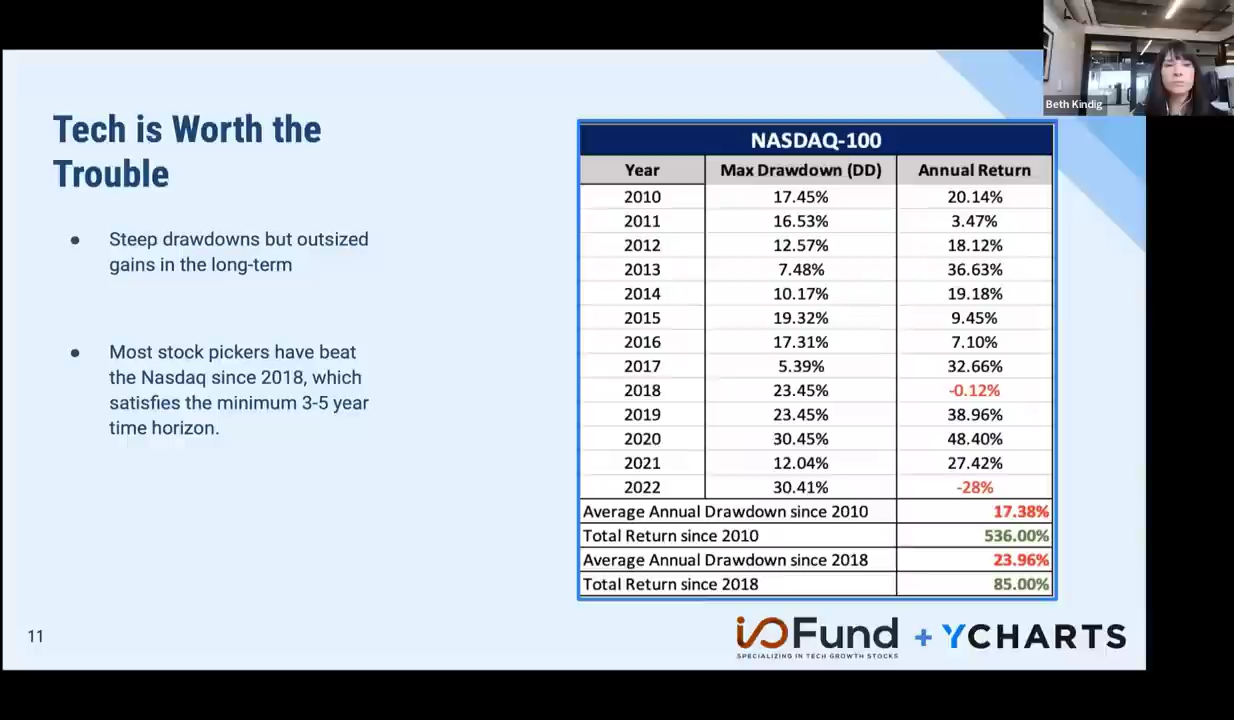 Beth Kindig
Tech is Worth the
Trouble
● Steep drawdowns but outsized
gains in the long-term
● Most stock pickers have beat
the Nasdaq since 2018, which
satisfies the minimum 3-5 year
time horizon.
NASDAQ-100
Year Max Drawdown (DD) Annual Return
2010 17.45% 20.14%
2011 16.53% 3.47%
2012 12.57% 18.12%
2013 7.48% 36.63%
2014 10.17% 19.18%
2015 19.32% 9.45%
2016 17.31% 7.10%
2017 5.39% 32.66%
2018 23.45% -0.12%
2019 23.45% 38.96%
2020 30.45% 48.40%
2021 12.04% 27.42%
2022 30.41% -28%
Average Annual Drawdown since 2010 17.38%
Total Return since 2010 536.00%
Average Annual Drawdown since 2018 23.96%
Total Return since 2018 85.00%
11
i/o Fund + YCHARTS
SPECIALIZING IN TECH GROWTH STOCKS